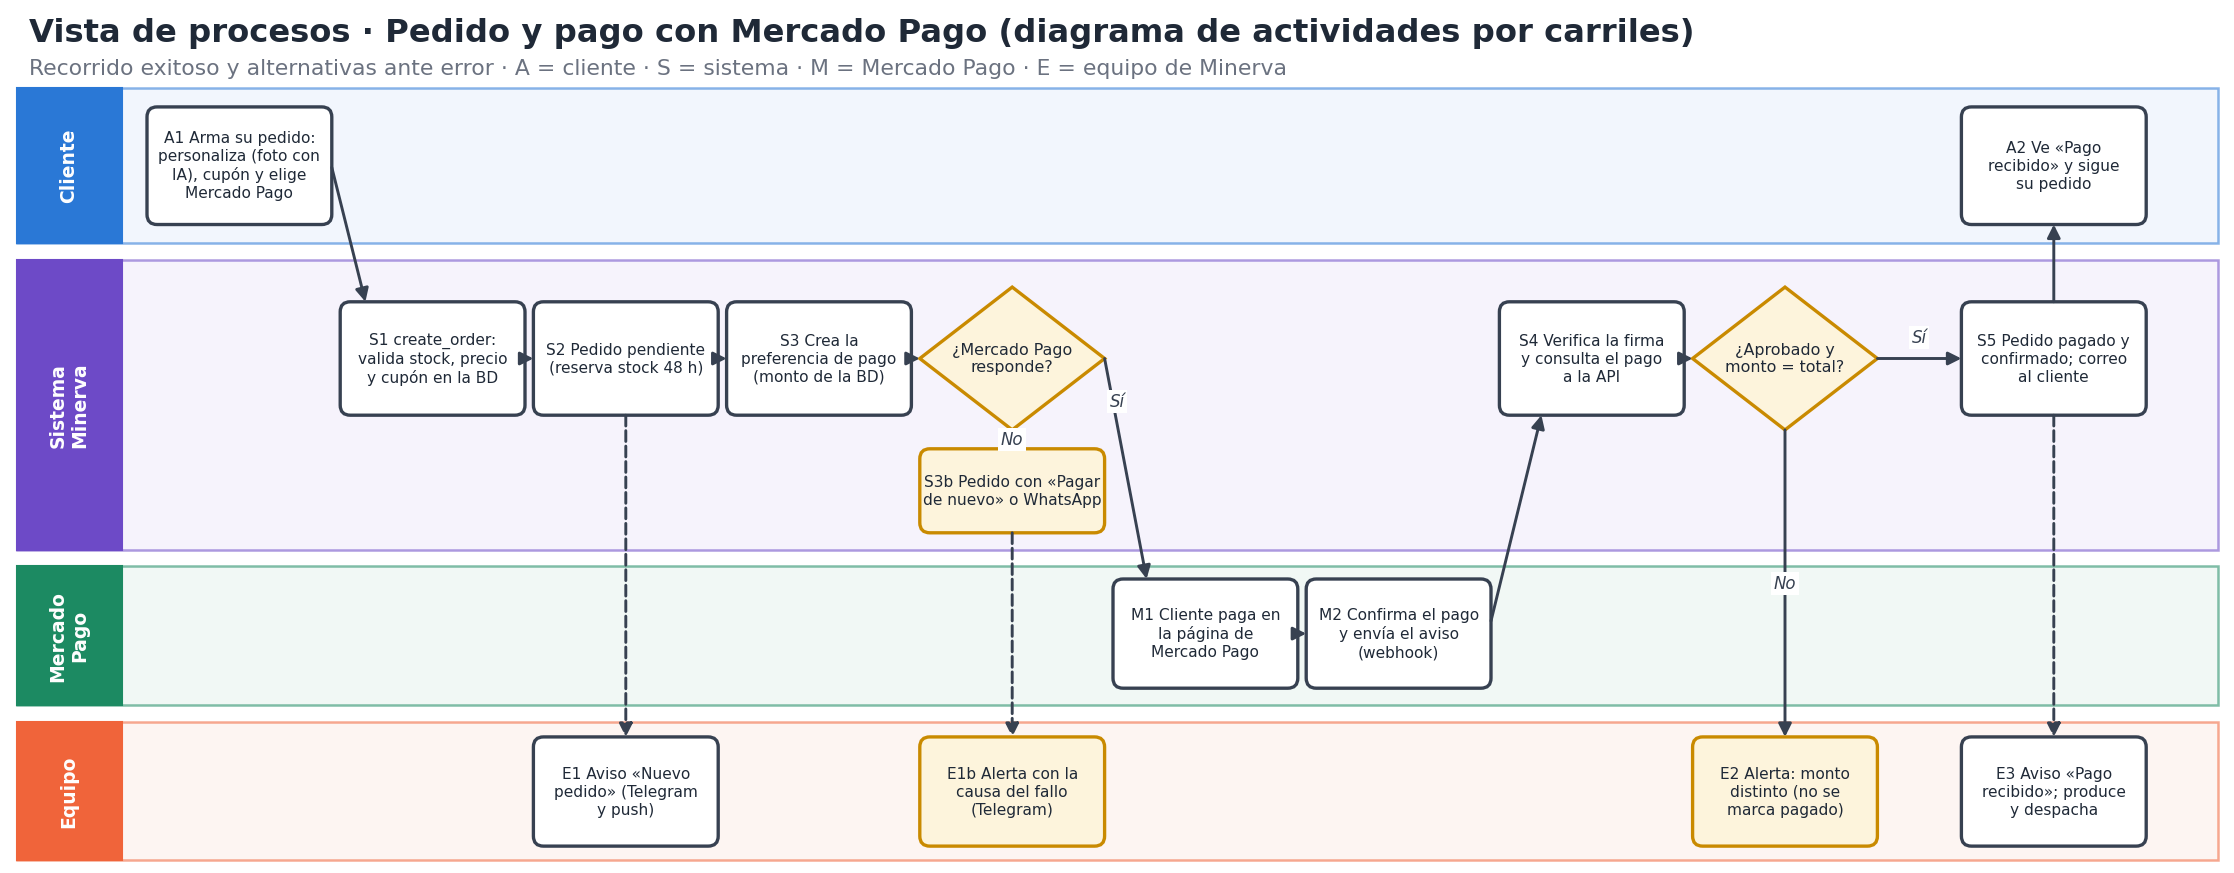 Vista de procesos · Pedido y pago con Mercado Pago (diagrama de actividades por carriles)
Recorrido exitoso y alternativas ante error · A = cliente · S = sistema · M = Mercado Pago · E = equipo de Minerva
Cliente
A1 Arma su pedido:
personaliza (foto con
IA), cupón y elige
Mercado Pago
A2 Ve «Pago
recibido» y sigue
su pedido
Sistema
Minerva
S1 create_order:
valida stock, precio
y cupón en la BD
S2 Pedido pendiente
(reserva stock 48 h)
S3 Crea la
preferencia de pago
(monto de la BD)
¿Mercado Pago
responde?
Sí
No
S3b Pedido con «Pagar
de nuevo» o WhatsApp
S4 Verifica la firma
y consulta el pago
a la API
¿Aprobado y
monto = total?
Sí
S5 Pedido pagado y
confirmado; correo
al cliente
Mercado
Pago
M1 Cliente paga en
la página de
Mercado Pago
M2 Confirma el pago
y envía el aviso
(webhook)
No
Equipo
E1 Aviso «Nuevo
pedido» (Telegram
y push)
E1b Alerta con la
causa del fallo
(Telegram)
E2 Alerta: monto
distinto (no se
marca pagado)
E3 Aviso «Pago
recibido»; produce
y despacha